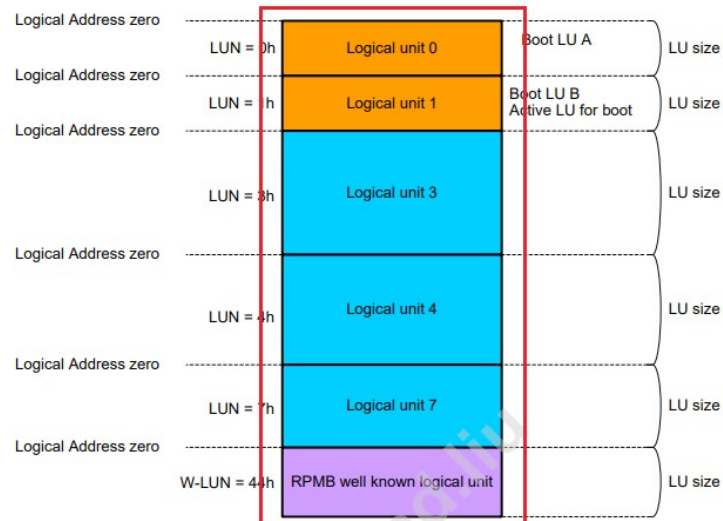 Logical Address zero
LUN = 0h Logical unit 0 Boot LU A LU size
Logical Address zero
LUN = 1h Logical unit 1 Boot LU B LU size
Active LU for boot
Logical Address zero
LUN = 3h Logical unit 3 LU size
Logical Address zero
LUN = 4h Logical unit 4 LU size
Logical Address zero
LUN = 7h Logical unit 7 LU size
Logical Address zero
W-LUN = 44h RPMB well known logical unit LU size